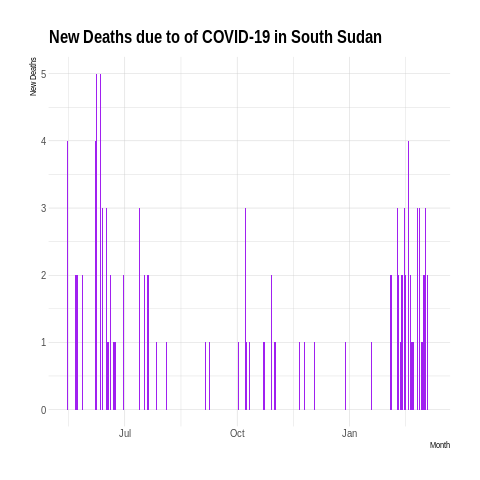 New Deaths due to of COVID-19 in South Sudan
New Deaths
5
4
3
2
1
0
Jul
Oct
Jan
Month